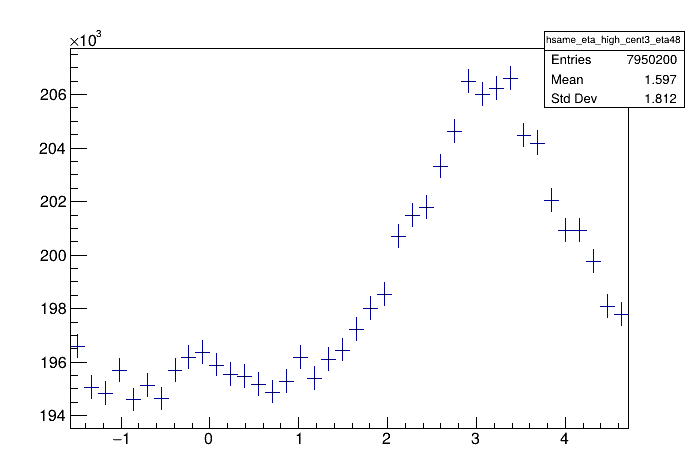 ×10³
hsame_eta_high_cent3_eta48
Entries 7950200
Mean 1.597
Std Dev 1.812
206
204
202
200
198
196
194
−1 0 1 2 3 4